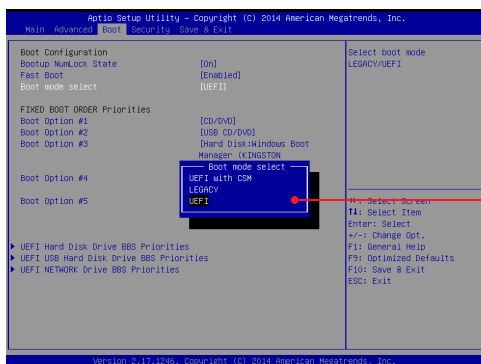 Aptio Setup Utility – Copyright (C) 2014 American Megatrends, Inc.
Main Advanced Boot Security Save & Exit
Boot Configuration
Bootup NumLock State [On]
Fast Boot [Enabled]
Boot mode select [UEFI]
FIXED BOOT ORDER Priorities
Boot Option #1 [CD/DVD]
Boot Option #2 [USB CD/DVD]
Boot Option #3 [Hard Disk:Windows Boot
Manager (KINGSTON
Boot mode select
UEFI with CSM
LEGACY
UEFI
Boot Option #4
Boot Option #5
UEFI Hard Disk Drive BBS Priorities
UEFI USB Hard Disk Drive BBS Priorities
UEFI NETWORK Drive BBS Priorities
Select boot mode
LEGACY/UEFI
: Select Screen
↑↓: Select Item
Enter: Select
+/-: Change Opt.
F1: General Help
F9: Optimized Defaults
F10: Save & Exit
ESC: Exit
Version 2.17.1246. Copyright (C) 2014 American Megatrends, Inc.